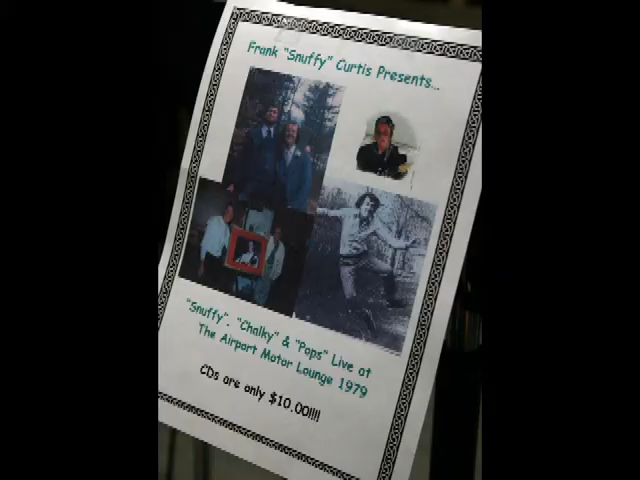 Frank "Snuffy" Curtis Presents...
"Snuffy", "Chalky" & "Pops" Live at
The Airport Motor Lounge 1979
CDs are only $10.00!!!!